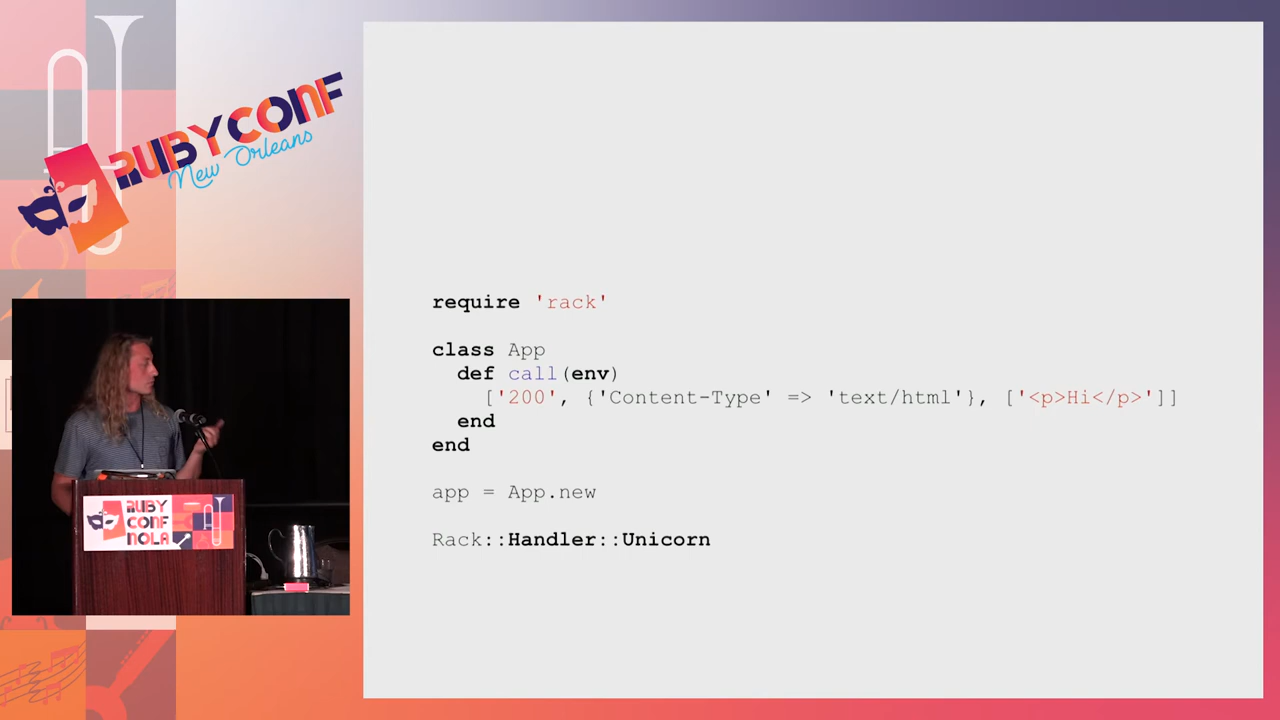 RUBYCONF
New Orleans
RUBY
CONF
NOLA
require 'rack'
class App
def call(env)
['200', {'Content-Type' => 'text/html'}, ['<p>Hi</p>']]
end
end
app = App.new
Rack::Handler::Unicorn